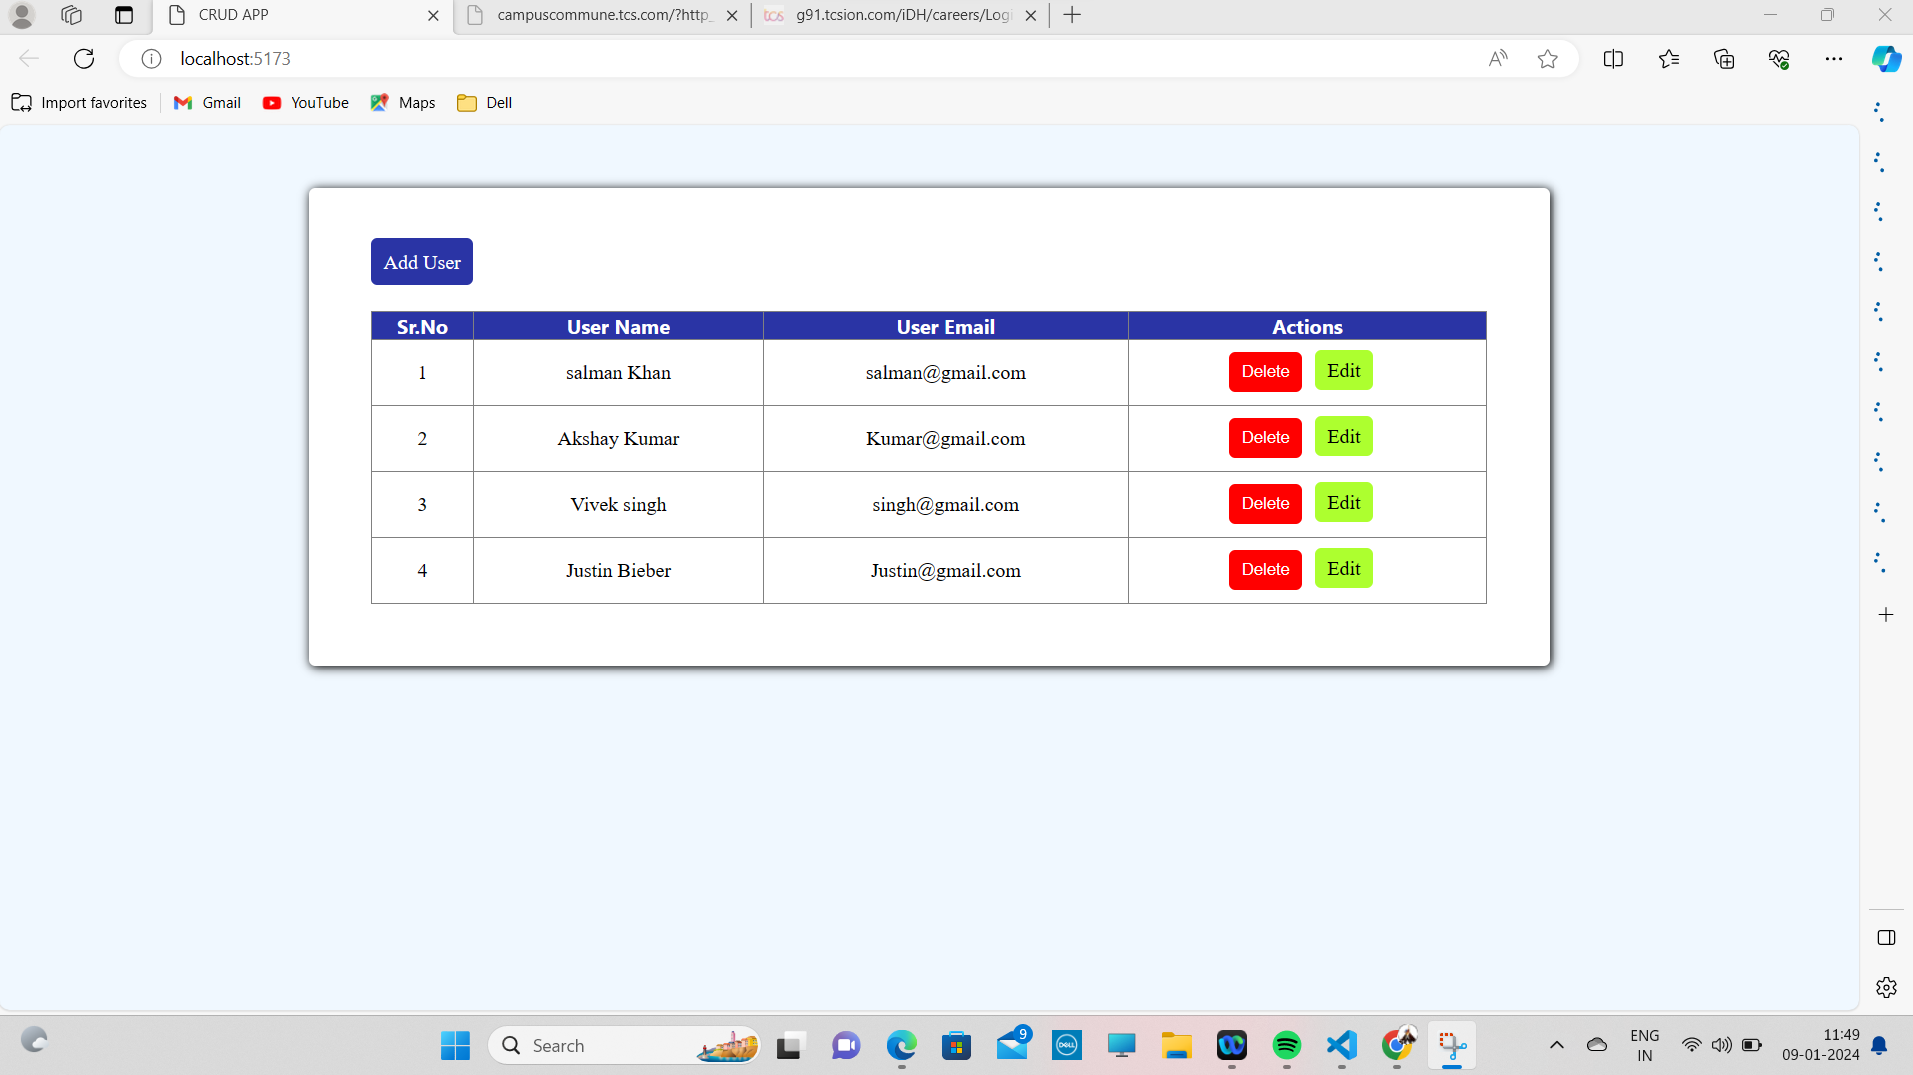 CRUD APP
campuscommune.tcs.com/?http_
tcs g91.tcsion.com/iDH/careers/Logi
localhost:5173
Import favorites Gmail YouTube Maps Dell
Add User
Sr.No User Name User Email Actions
1 salman Khan salman@gmail.com Delete Edit
2 Akshay Kumar Kumar@gmail.com Delete Edit
3 Vivek singh singh@gmail.com Delete Edit
4 Justin Bieber Justin@gmail.com Delete Edit
Search 9 DELL ENG 11:49
IN 09-01-2024